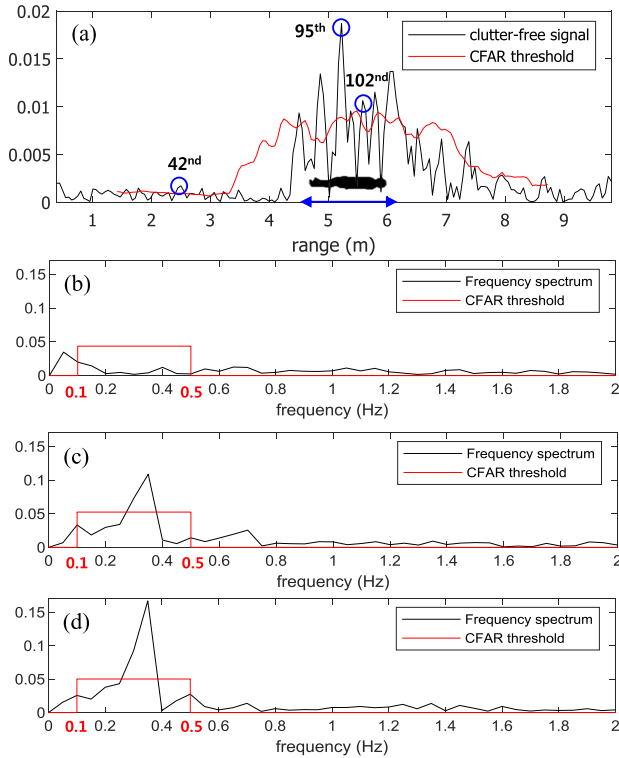 0.02
(a)
95th
clutter-free signal
CFAR threshold
0.015
102nd
0.01
42nd
0.005
0
1 2 3 4 5 6 7 8 9
range (m)
0.15
(b)
Frequency spectrum
CFAR threshold
0.1
0.05
0
0 0.2 0.4 0.6 0.8 1 1.2 1.4 1.6 1.8 2
0.1 0.5
frequency (Hz)
0.15
(c)
Frequency spectrum
CFAR threshold
0.1
0.05
0
0 0.2 0.4 0.6 0.8 1 1.2 1.4 1.6 1.8 2
0.1 0.5
frequency (Hz)
0.15
(d)
Frequency spectrum
CFAR threshold
0.1
0.05
0
0 0.2 0.4 0.6 0.8 1 1.2 1.4 1.6 1.8 2
0.1 0.5
frequency (Hz)